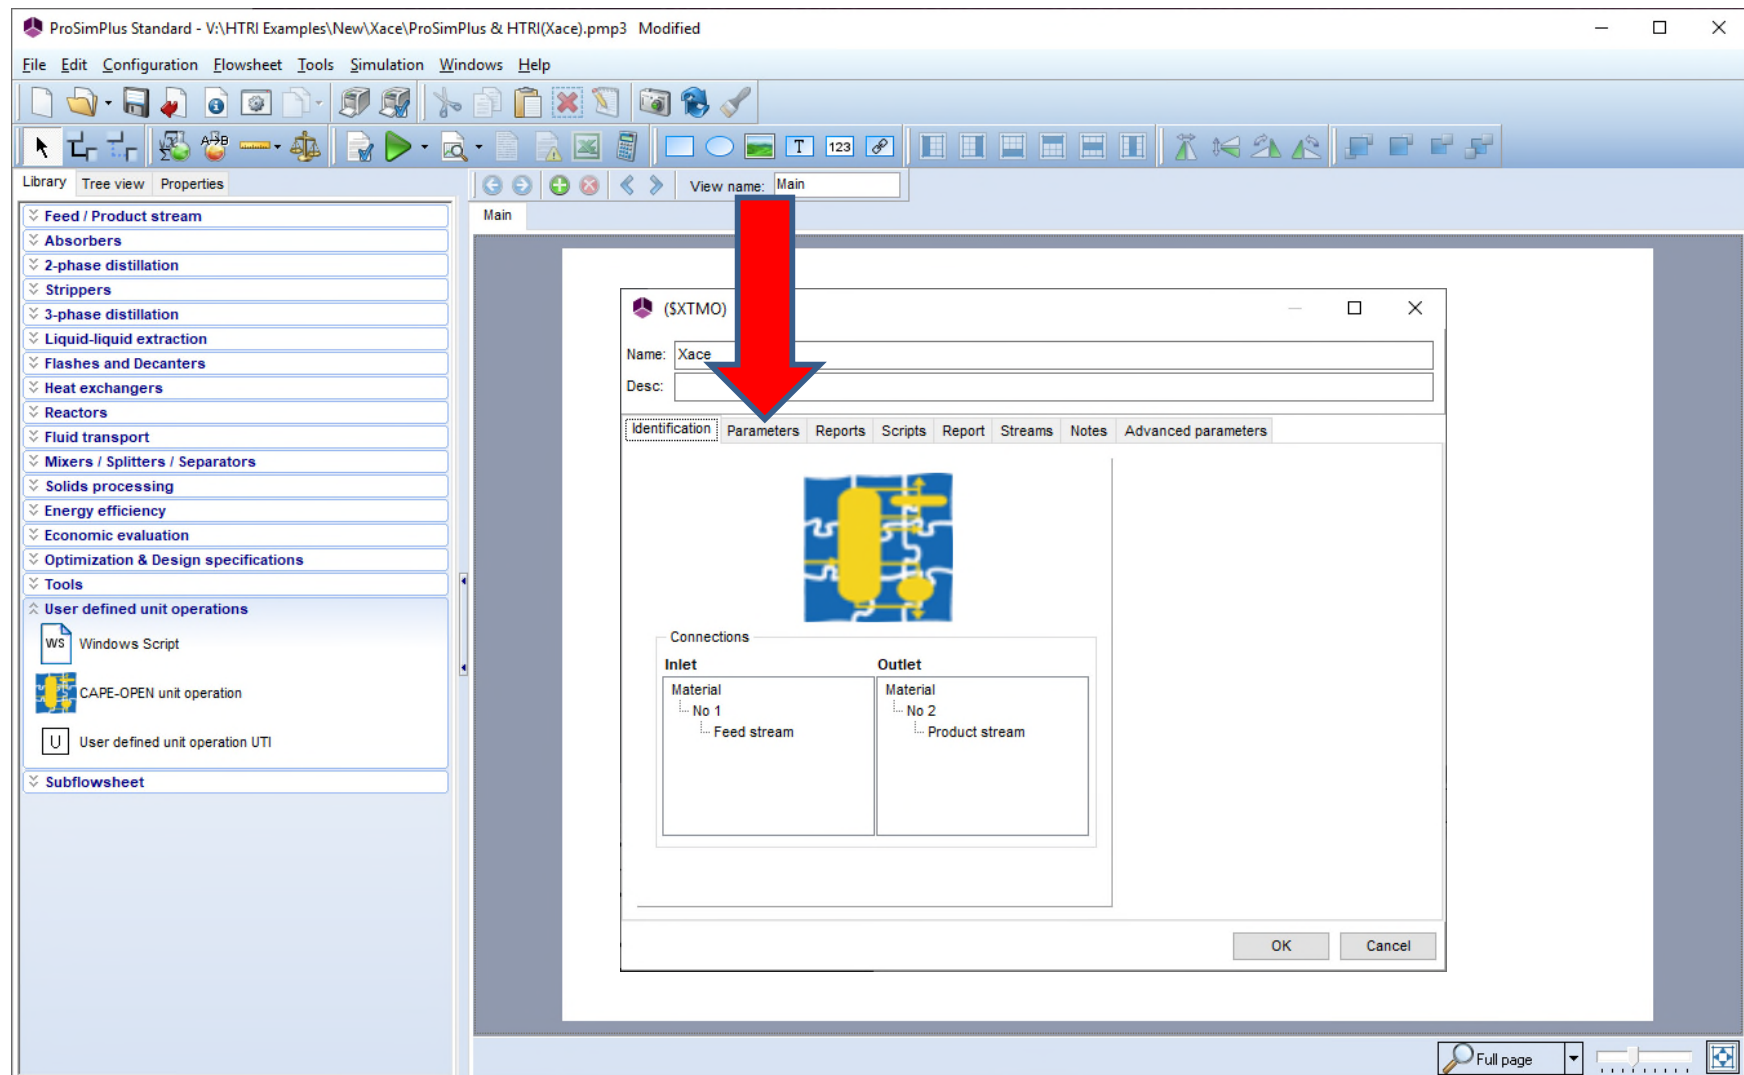 ProSimPlus Standard - V:\HTRI Examples\New\Xace\ProSimPlus & HTRI(Xace).pmp3 Modified
File Edit Configuration Flowsheet Tools Simulation Windows Help
A+B
T 123
Library Tree view Properties
View name: Main
Main
Feed / Product stream
Absorbers
2-phase distillation
Strippers
3-phase distillation
Liquid-liquid extraction
Flashes and Decanters
Heat exchangers
Reactors
Fluid transport
Mixers / Splitters / Separators
Solids processing
Energy efficiency
Economic evaluation
Optimization & Design specifications
Tools
User defined unit operations
WS Windows Script
CAPE-OPEN unit operation
U User defined unit operation UTI
Subflowsheet
($XTMO)
Name: Xace
Desc:
Identification Parameters Reports Scripts Report Streams Notes Advanced parameters
Connections
Inlet Outlet
Material Material
No 1 No 2
Feed stream Product stream
OK Cancel
Full page